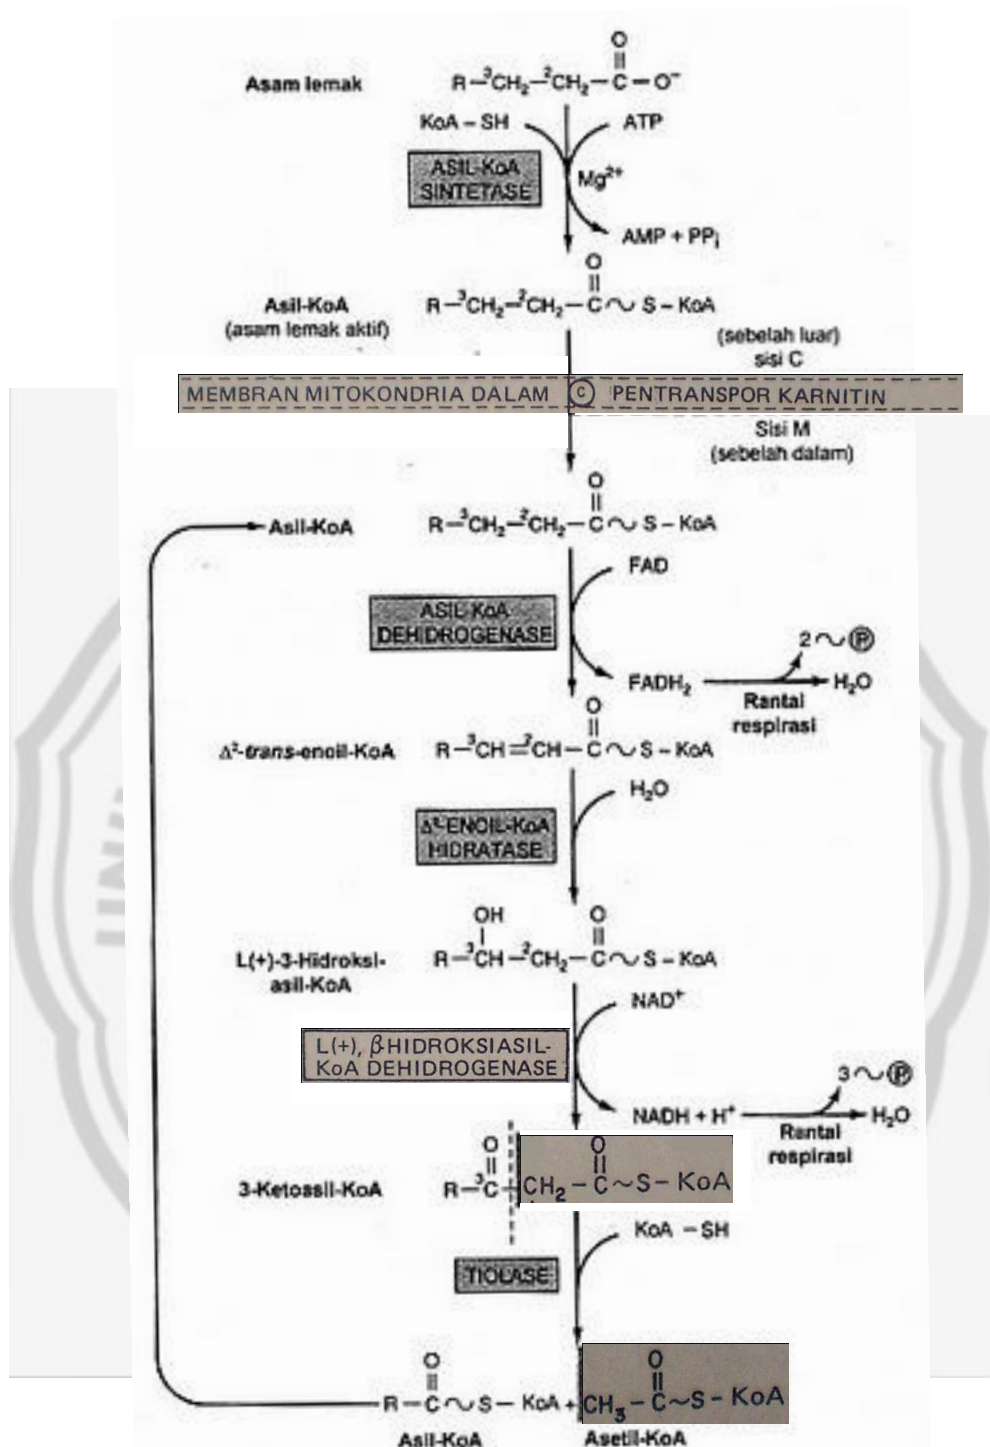 O
||
Asam lemak
R–³CH₂–²CH₂–C–O⁻
KoA – SH
ATP
ASIL-KoA
SINTETASE
Mg²⁺
AMP + PPᵢ
O
||
Asil-KoA
(asam lemak aktif)
R–³CH₂–²CH₂–C~S–KoA
(sebelah luar)
sisi C
MEMBRAN MITOKONDRIA DALAM C PENTRANSPOR KARNITIN
Sisi M
(sebelah dalam)
O
||
Asil-KoA
R–³CH₂–²CH₂–C~S–KoA
FAD
ASIL-KoA
DEHIDROGENASE
2~P
FADH₂
H₂O
Rantai
respirasi
O
||
Δ²-trans-enoil-KoA
R–³CH=²CH–C~S–KoA
H₂O
Δ²-ENOIL-KoA
HIDRATASE
OH O
| ||
L(+)-3-Hidroksi-
asil-KoA
R–³CH–²CH₂–C~S–KoA
NAD⁺
L(+), β-HIDROKSIASIL-
KoA DEHIDROGENASE
3~P
NADH + H⁺
H₂O
Rantai
respirasi
O O
|| ||
3-Ketoasil-KoA
R–³C–CH₂–C~S–KoA
KoA –SH
TIOLASE
O O
|| ||
R–C~S–KoA + CH₃–C~S–KoA
Asil-KoA Asetil-KoA